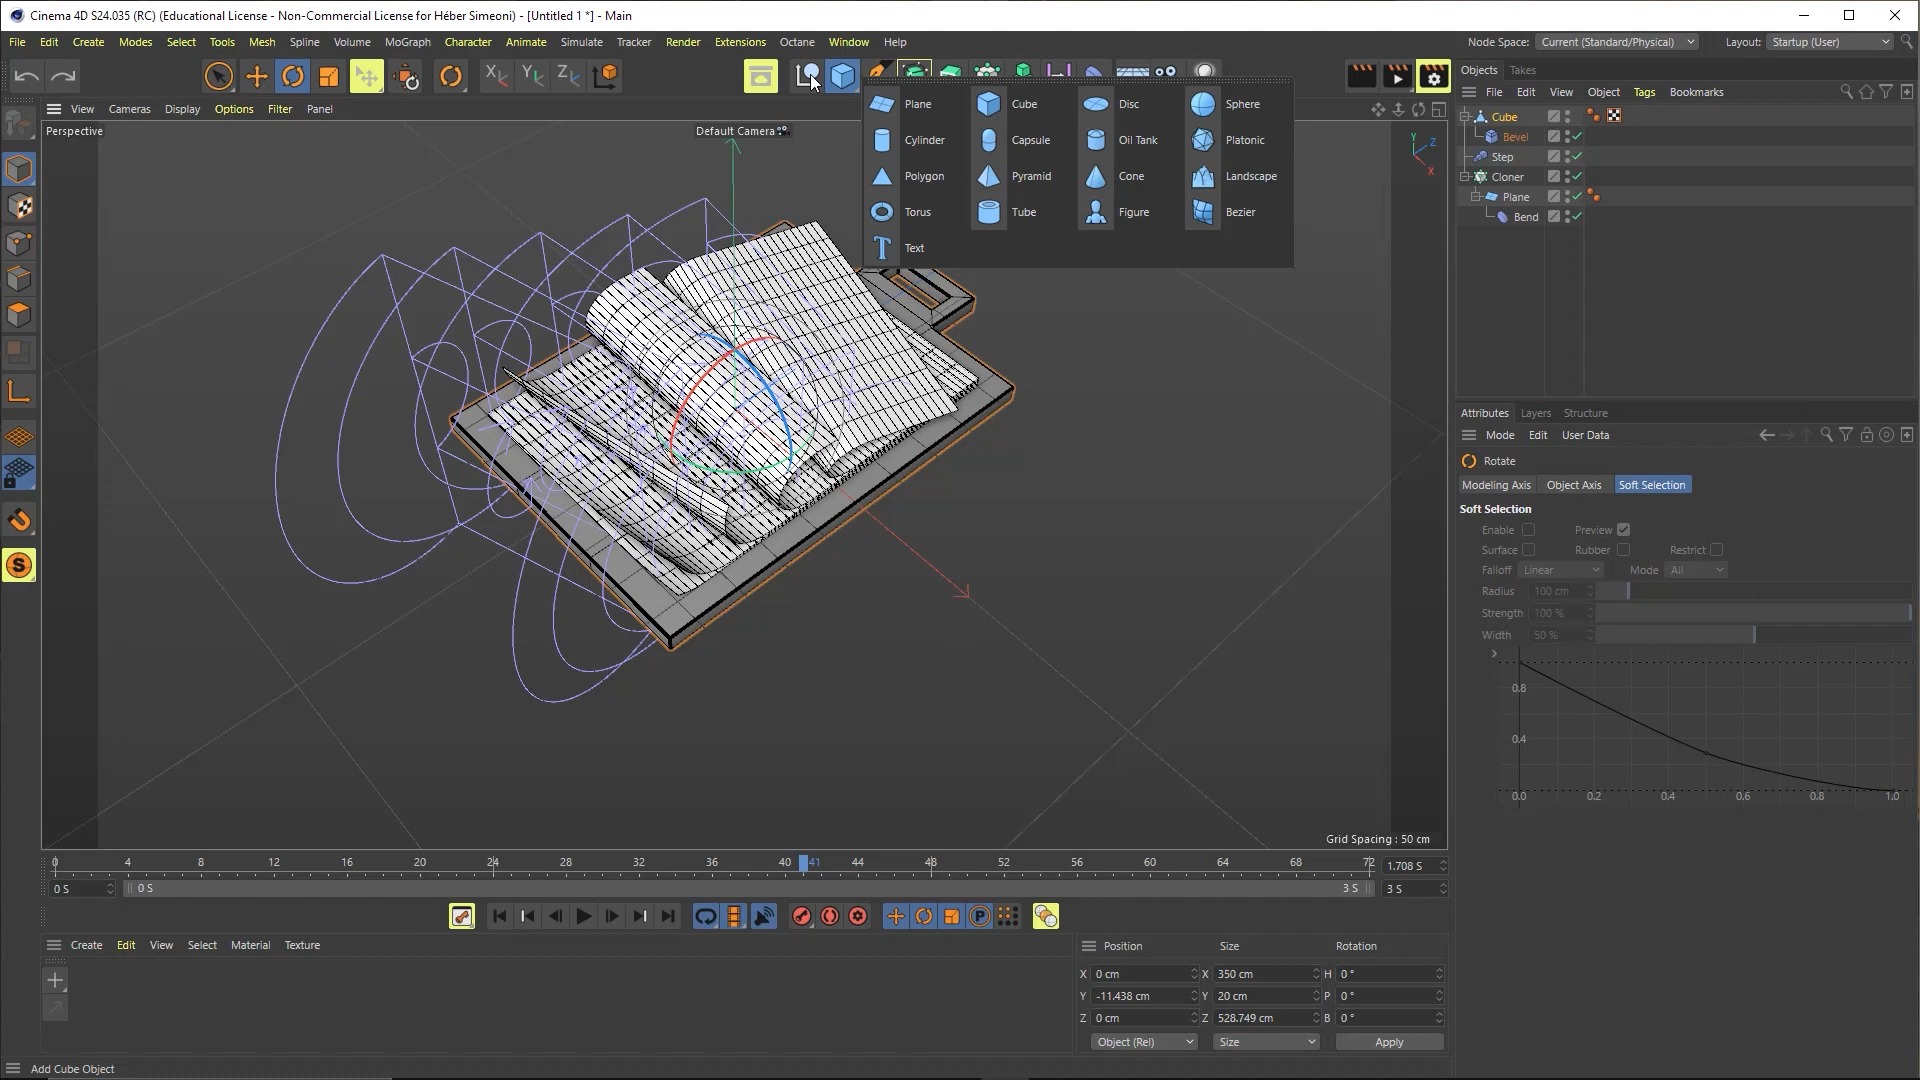 Cinema 4D S24.035 (RC) (Educational License - Non-Commercial License for Héber Simeoni) - [Untitled 1 *] - Main
File Edit Create Modes Select Tools Mesh Spline Volume MoGraph Character Animate Simulate Tracker Render Extensions Octane Window Help
Node Space: Current (Standard/Physical) Layout: Startup (User)
X Y Z
Objects Takes
File Edit View Object Tags Bookmarks
View Cameras Display Options Filter Panel
Perspective
Default Camera
Plane Cube Disc Sphere
Cylinder Capsule Oil Tank Platonic
Polygon Pyramid Cone Landscape
Torus Tube Figure Bezier
T Text
Y Z
X
Cube
Bevel
Step
Cloner
Plane
Bend
Attributes Layers Structure
Mode Edit User Data
Rotate
Modeling Axis Object Axis Soft Selection
Soft Selection
Enable Preview
Surface Rubber Restrict
Falloff Linear Mode All
Radius 100 cm
Strength 100 %
Width 50 %
0.8
0.4
0.0 0.2 0.4 0.6 0.8 1.0
S
Grid Spacing : 50 cm
0 4 8 12 16 20 24 28 32 36 40 41 44 48 52 56 60 64 68 72 1.708 S
0 S 0 S 3 S 3 S
P
Create Edit View Select Material Texture
Position Size Rotation
X 0 cm X 350 cm H 0 °
Y -11.438 cm Y 20 cm P 0 °
Z 0 cm Z 528.749 cm B 0 °
Object (Rel) Size Apply
Add Cube Object